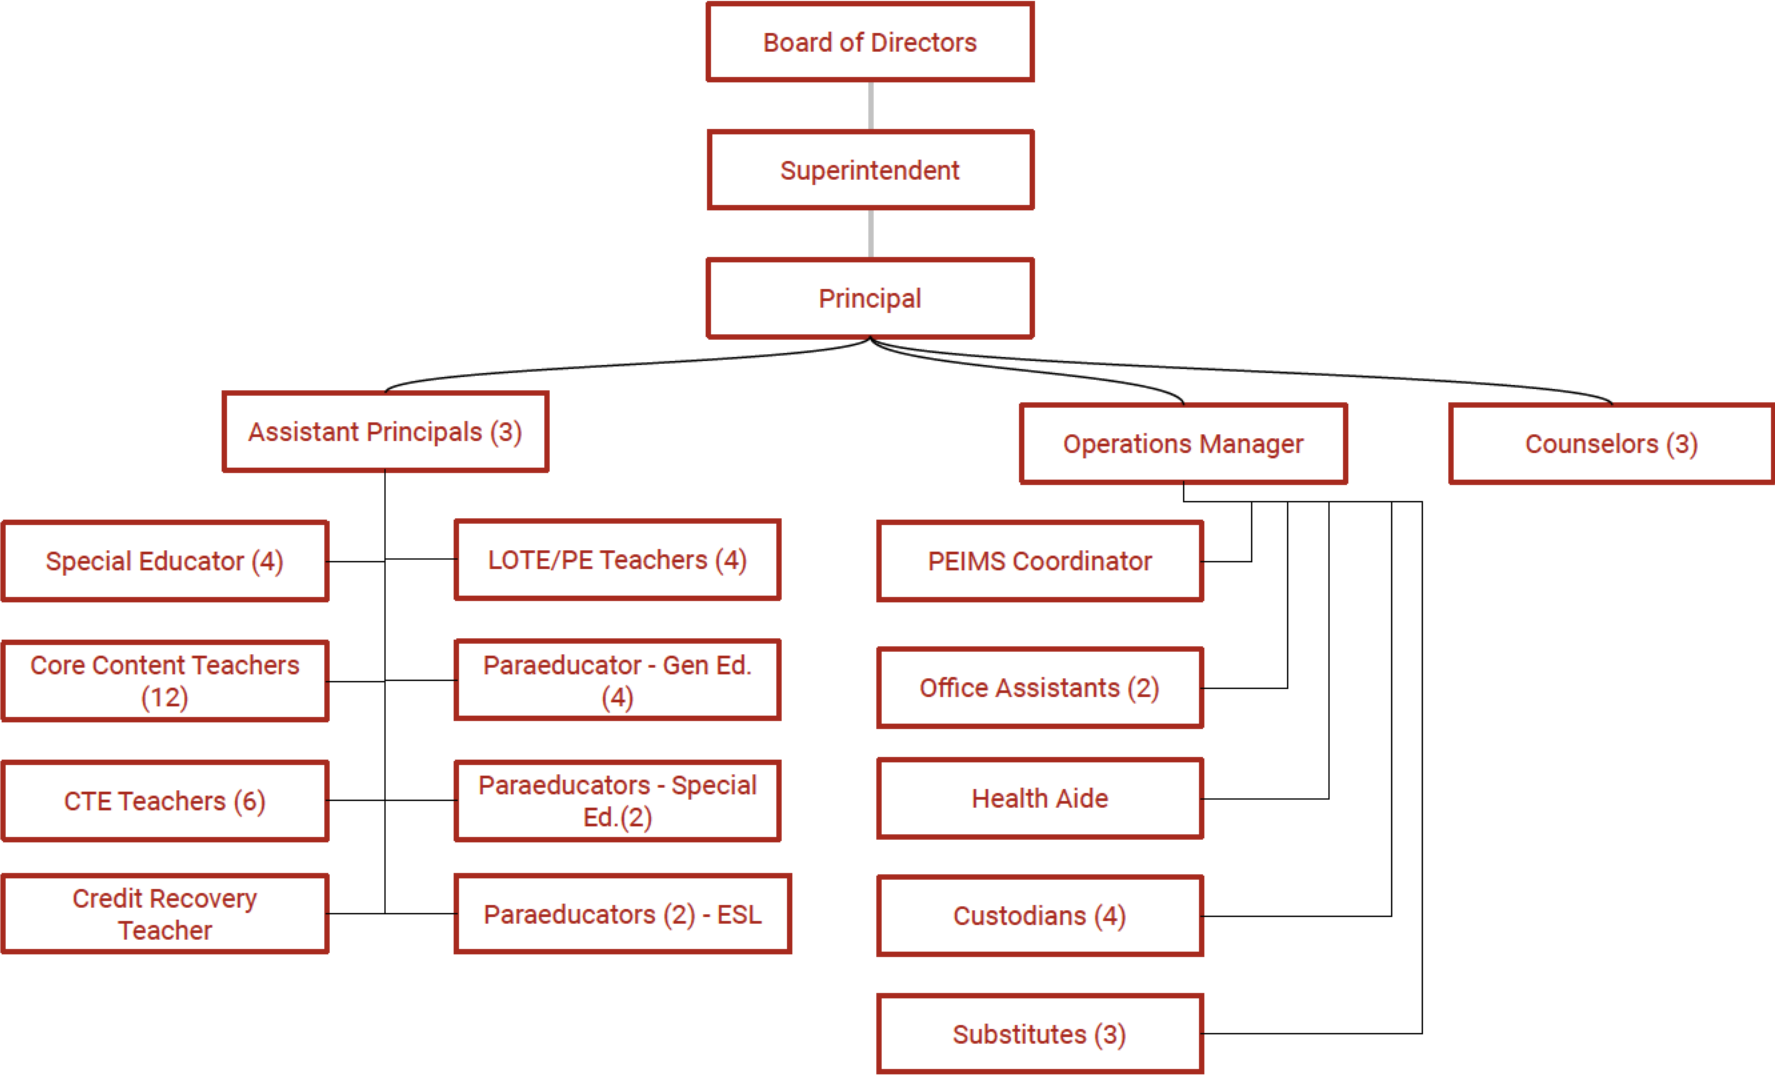 Board of Directors
Superintendent
Principal
Assistant Principals (3)
Operations Manager
Counselors (3)
Special Educator (4)
LOTE/PE Teachers (4)
PEIMS Coordinator
Core Content Teachers
(12)
Paraeducator - Gen Ed.
(4)
Office Assistants (2)
CTE Teachers (6)
Paraeducators - Special
Ed.(2)
Health Aide
Credit Recovery
Teacher
Paraeducators (2) - ESL
Custodians (4)
Substitutes (3)